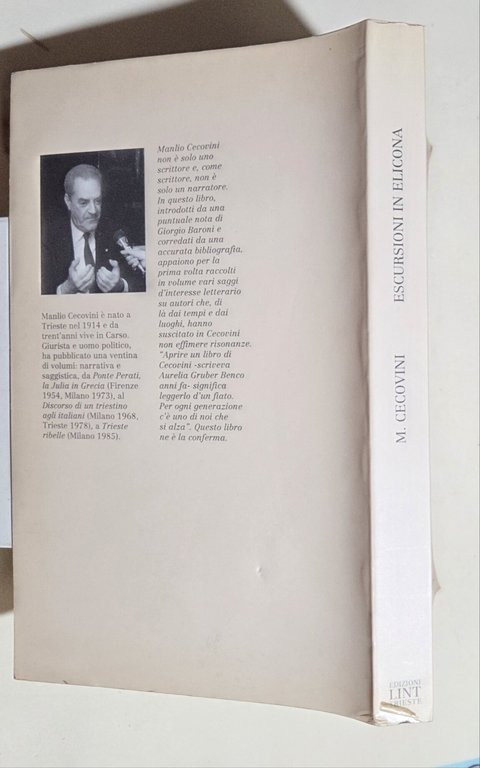 Manlio Cecovini
non è solo uno
scrittore e, come
scrittore, non è
solo un narratore.
In questo libro,
introdotti da una
puntuale nota di
Giorgio Baroni e
corredati da una
accurata bibliografia,
appaiono per la
prima volta raccolti
in volume vari saggi
d'interesse letterario
su autori che, di
là dai tempi e dai
luoghi, hanno
suscitato in Cecovini
non effimere risonanze.
"Aprire un libro di
Cecovini -scriveva
Aurelia Gruber Benco
anni fa- significa
leggerlo d'un fiato.
Per ogni generazione
c'è uno di noi che
si alza". Questo libro
ne è la conferma.
Manlio Cecovini è nato a
Trieste nel 1914 e da
trent'anni vive in Carso.
Giurista e uomo politico,
ha pubblicato una ventina
di volumi: narrativa e
saggistica, da Ponte Perati,
la Julia in Grecia (Firenze
1954, Milano 1973), al
Discorso di un triestino
agli italiani (Milano 1968,
Trieste 1978), a Trieste
ribelle (Milano 1985).
M. CECOVINI ESCURSIONI IN ELICONA
EDIZIONI
LINT
TRIESTE